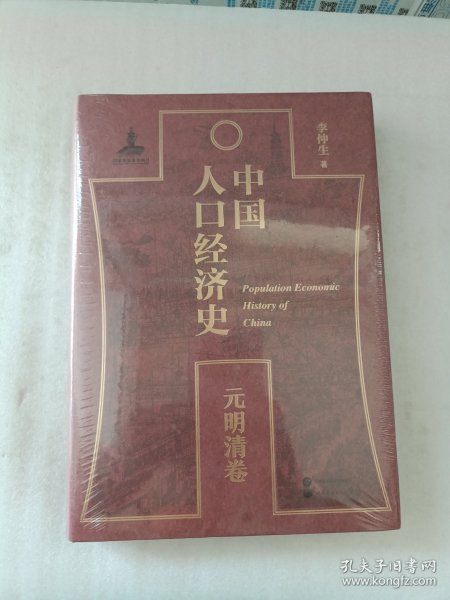 李仲生 著
中国
人口经济史
Population Economic
History of
China
元明清卷
孔夫子旧书网
www.kongfz.com